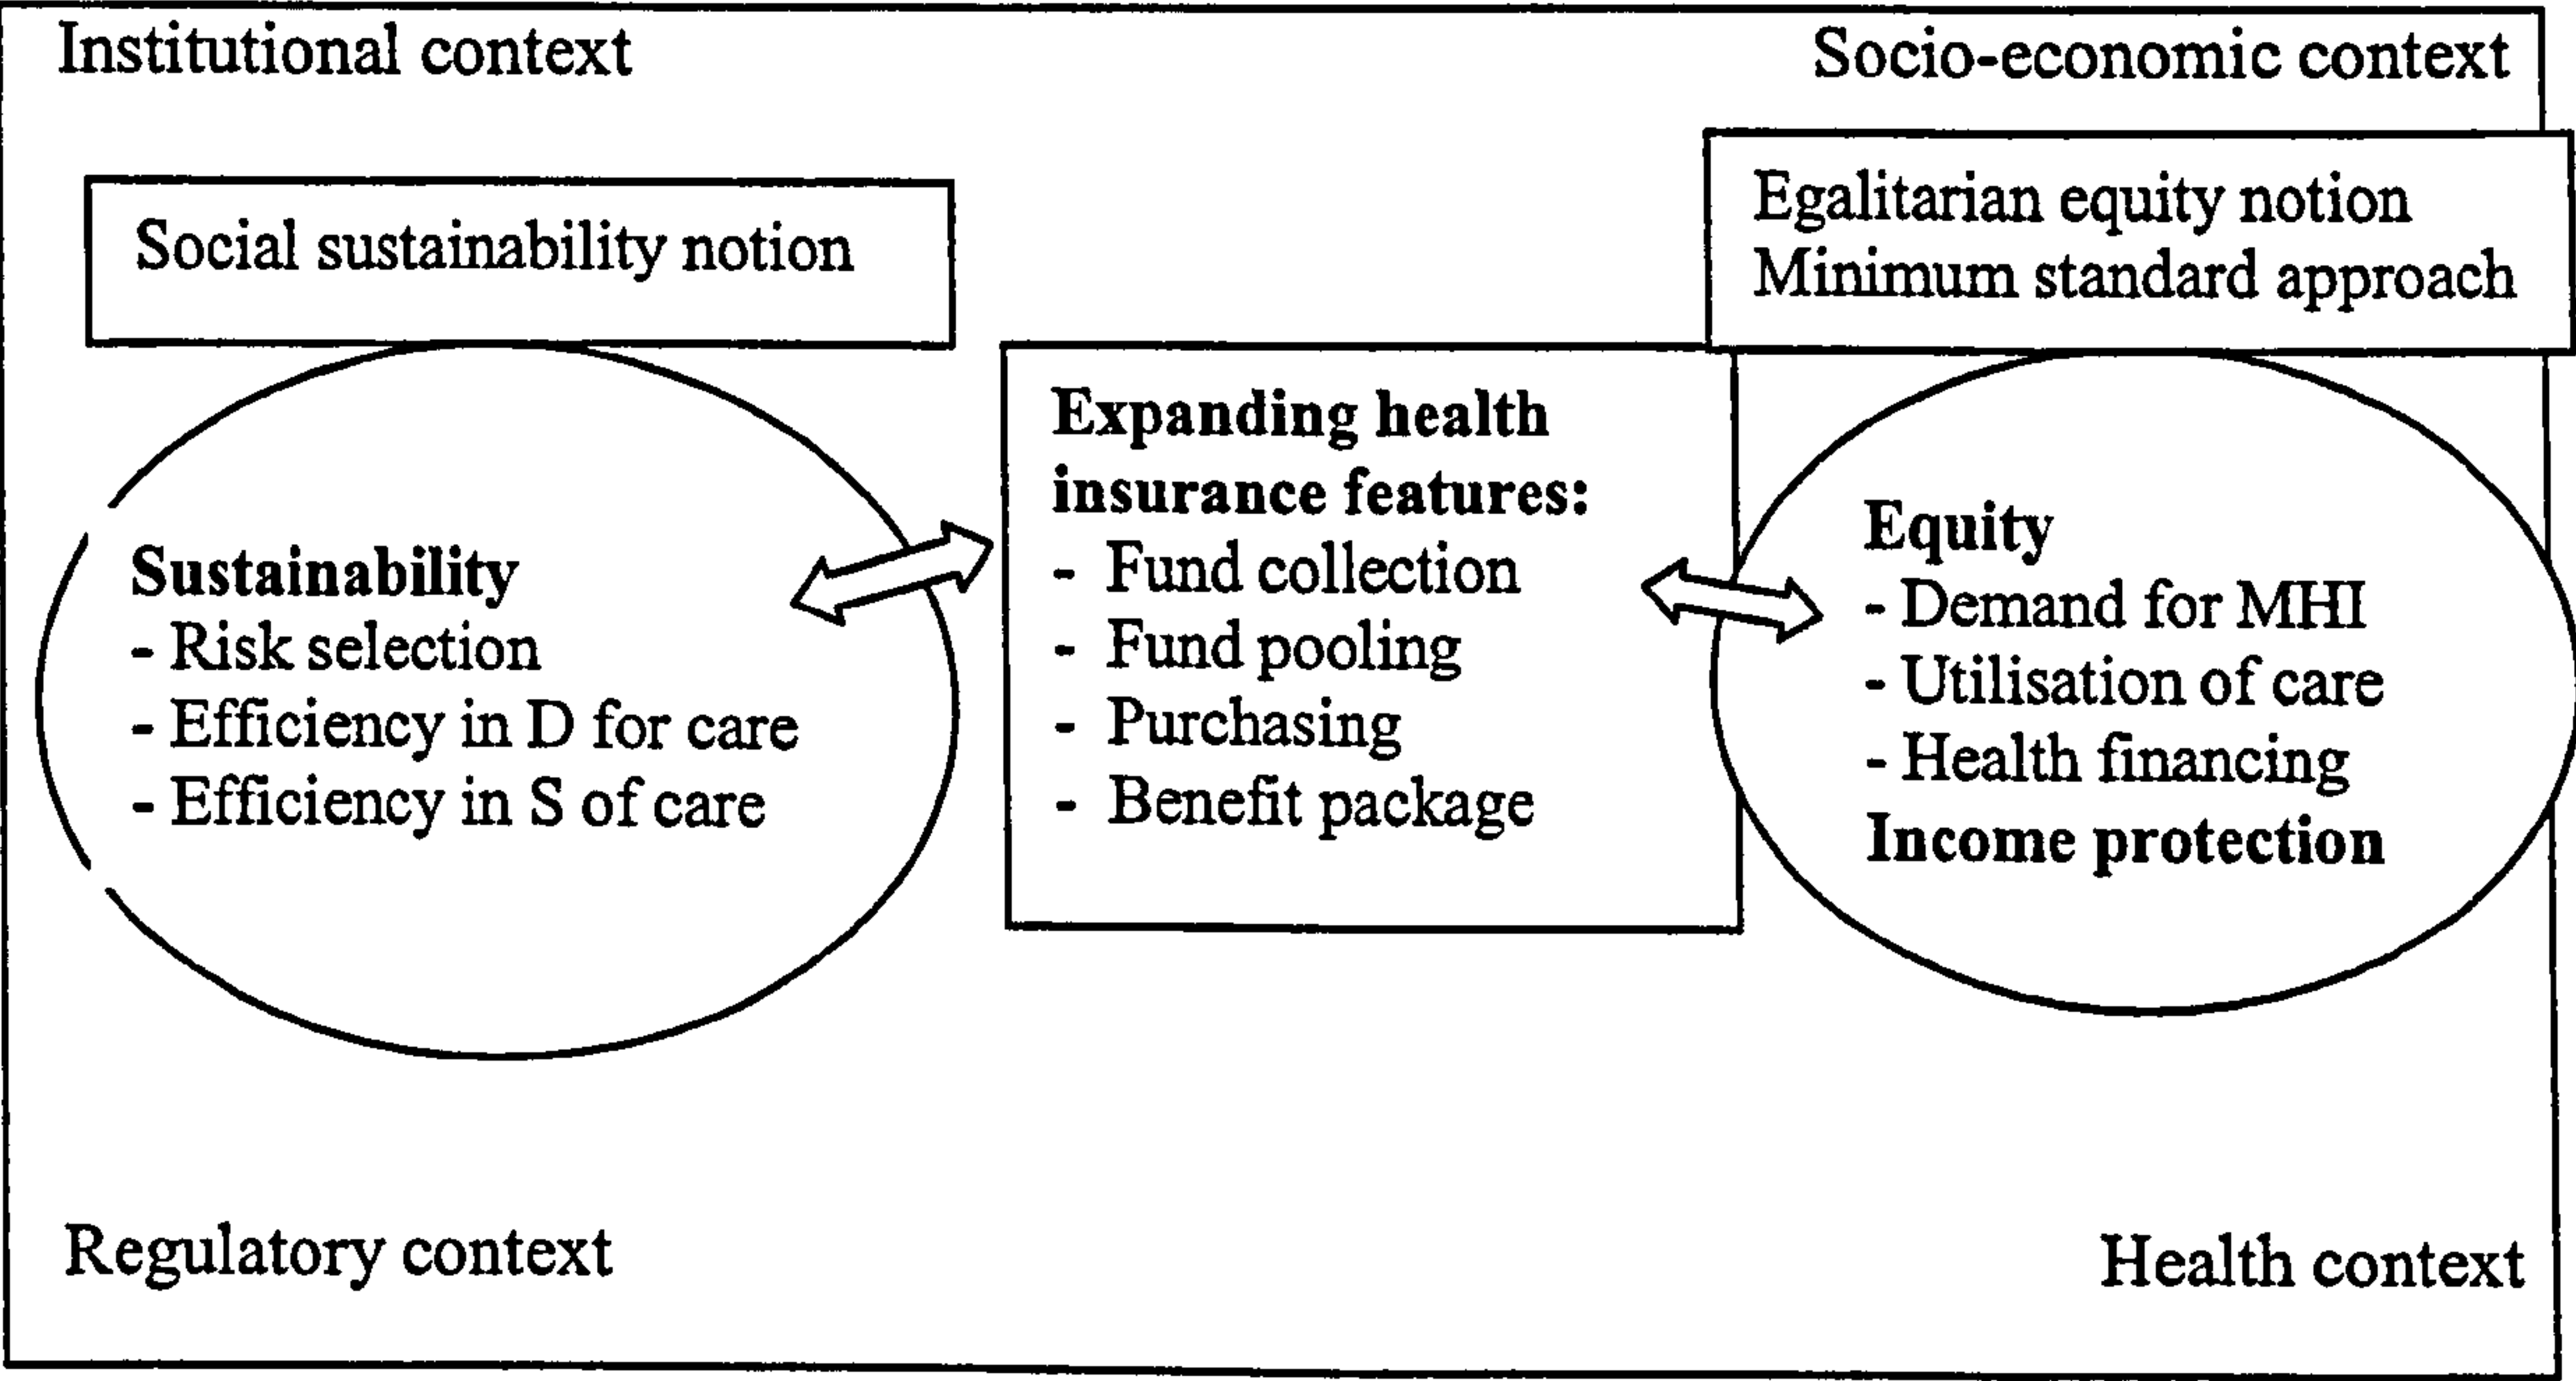 Institutional context
Socio-economic context
Social sustainability notion
Egalitarian equity notion
Minimum standard approach
Sustainability
- Risk selection
- Efficiency in D for care
- Efficiency in S of care
Expanding health
insurance features:
- Fund collection
- Fund pooling
- Purchasing
- Benefit package
Equity
- Demand for MHI
- Utilisation of care
- Health financing
Income protection
Regulatory context
Health context